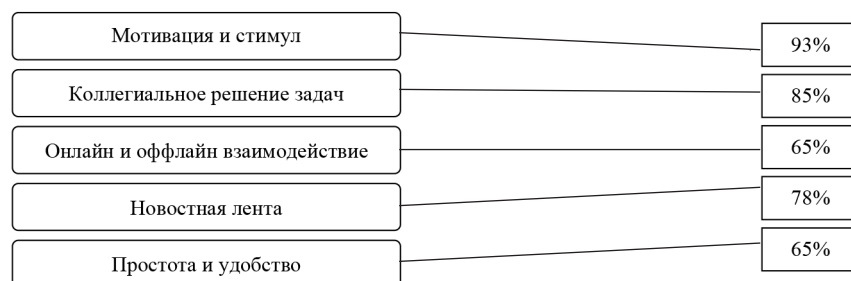 Мотивация и стимул
93%
Коллегиальное решение задач
85%
Онлайн и оффлайн взаимодействие
65%
Новостная лента
78%
Простота и удобство
65%